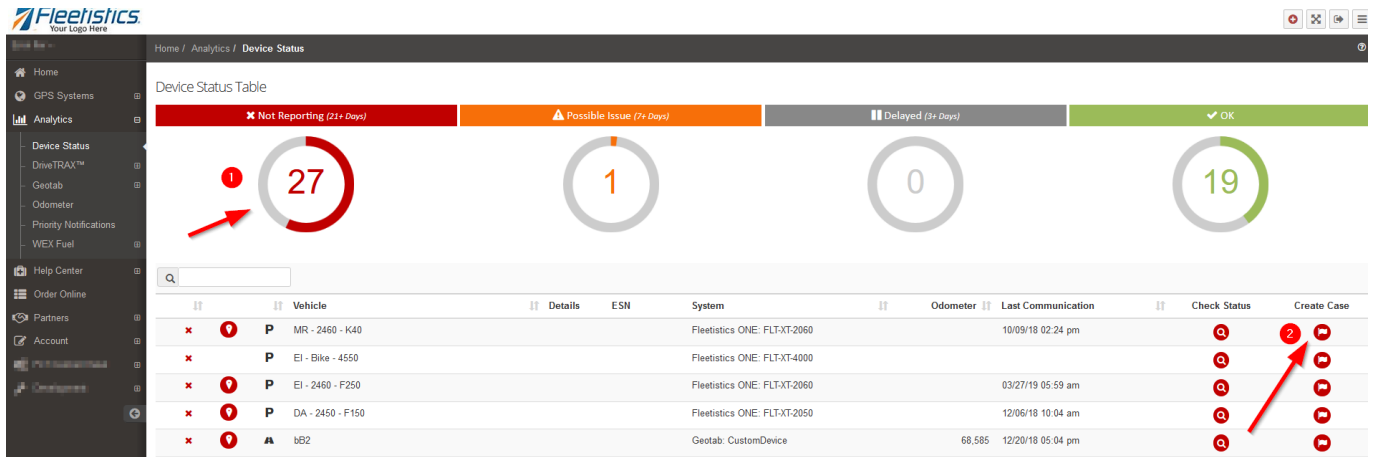 Fleetistics.
Your Logo Here
Home / Analytics / Device Status
Home
GPS Systems
Analytics
Device Status
DriveTRAX™
Geotab
Odometer
Priority Notifications
WEX Fuel
Help Center
Order Online
Partners
Account
Device Status Table
Not Reporting (21+ Days)
Possible Issue (7+ Days)
Delayed (3+ Days)
OK
1
27
1
0
19
Vehicle Details ESN System Odometer Last Communication Check Status Create Case
P MR - 2460 - K40 Fleetistics ONE: FLT-XT-2060 10/09/18 02:24 pm 2
P EI - Bike - 4550 Fleetistics ONE: FLT-XT-4000
P EI - 2460 - F250 Fleetistics ONE: FLT-XT-2060 03/27/19 05:59 am
P DA - 2450 - F150 Fleetistics ONE: FLT-XT-2050 12/06/18 10:04 am
bB2 Geotab: CustomDevice 68,585 12/20/18 05:04 pm